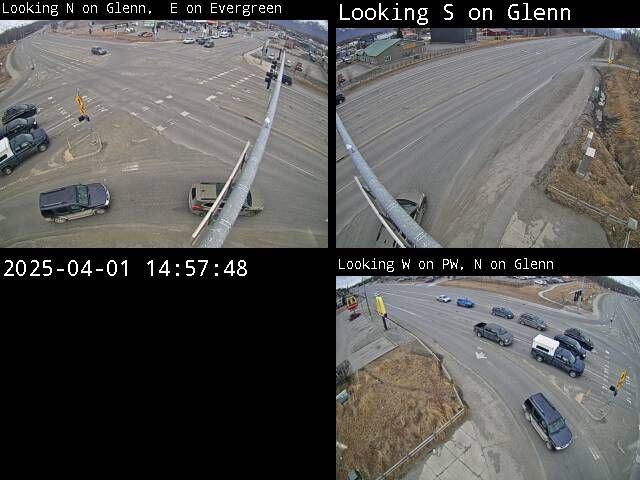 Looking N on Glenn,  E on Evergreen
Looking S on Glenn
2025-04-01 14:57:48
Looking W on PW, N on Glenn